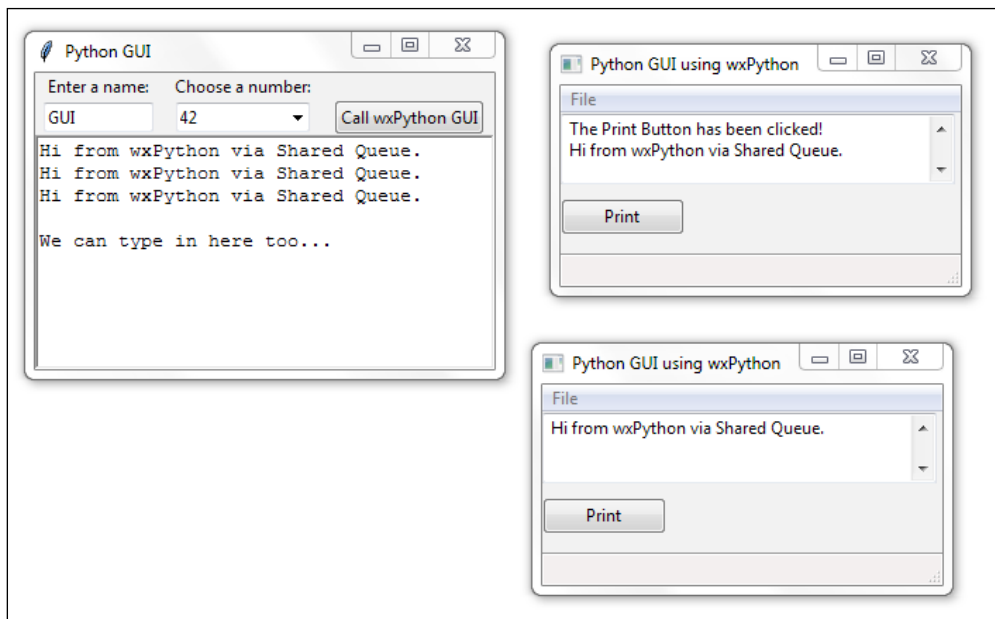 Python GUI
Enter a name:
Choose a number:
GUI
42
Call wxPython GUI
Hi from wxPython via Shared Queue.
Hi from wxPython via Shared Queue.
Hi from wxPython via Shared Queue.
We can type in here too...
Python GUI using wxPython
File
The Print Button has been clicked!
Hi from wxPython via Shared Queue.
Print
Python GUI using wxPython
File
Hi from wxPython via Shared Queue.
Print